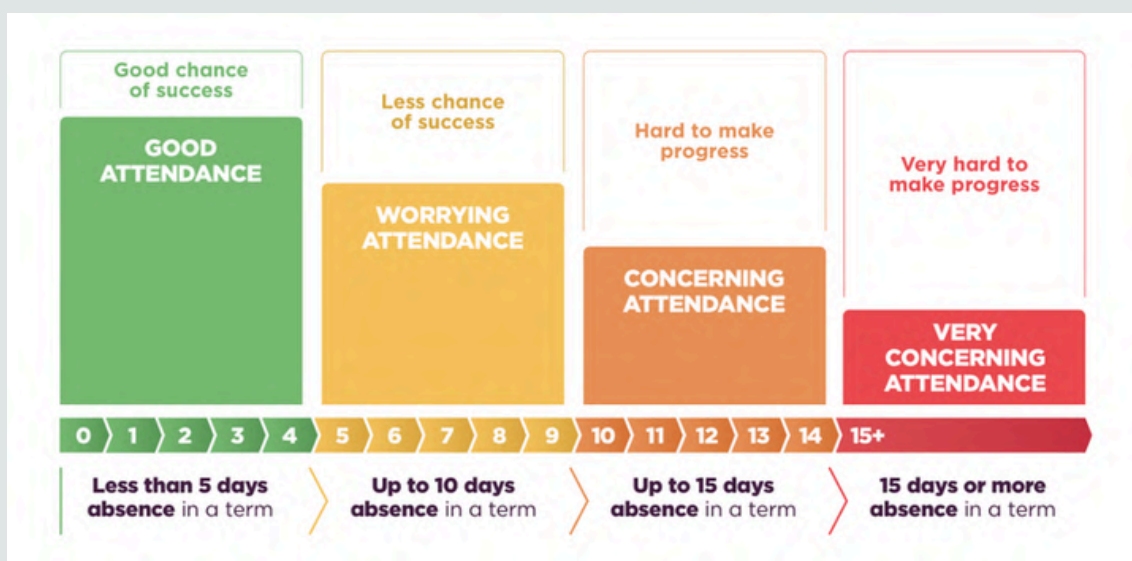 Good chance
of success
GOOD
ATTENDANCE
Less chance
of success
WORRYING
ATTENDANCE
Hard to make
progress
CONCERNING
ATTENDANCE
Very hard to
make progress
VERY
CONCERNING
ATTENDANCE
0 1 2 3 4 5 6 7 8 9 10 11 12 13 14 15+
Less than 5 days
absence in a term
Up to 10 days
absence in a term
Up to 15 days
absence in a term
15 days or more
absence in a term